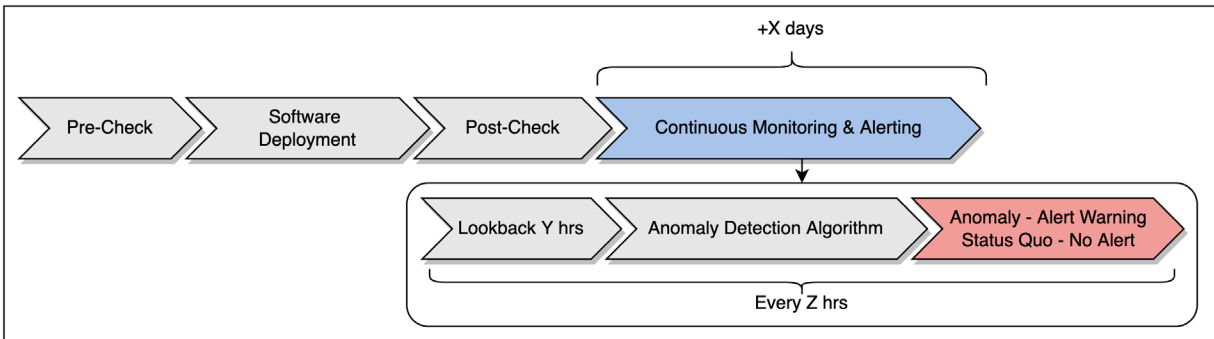 +X days
Pre-Check
Software
Deployment
Post-Check
Continuous Monitoring & Alerting
Lookback Y hrs
Anomaly Detection Algorithm
Anomaly - Alert Warning
Status Quo - No Alert
Every Z hrs